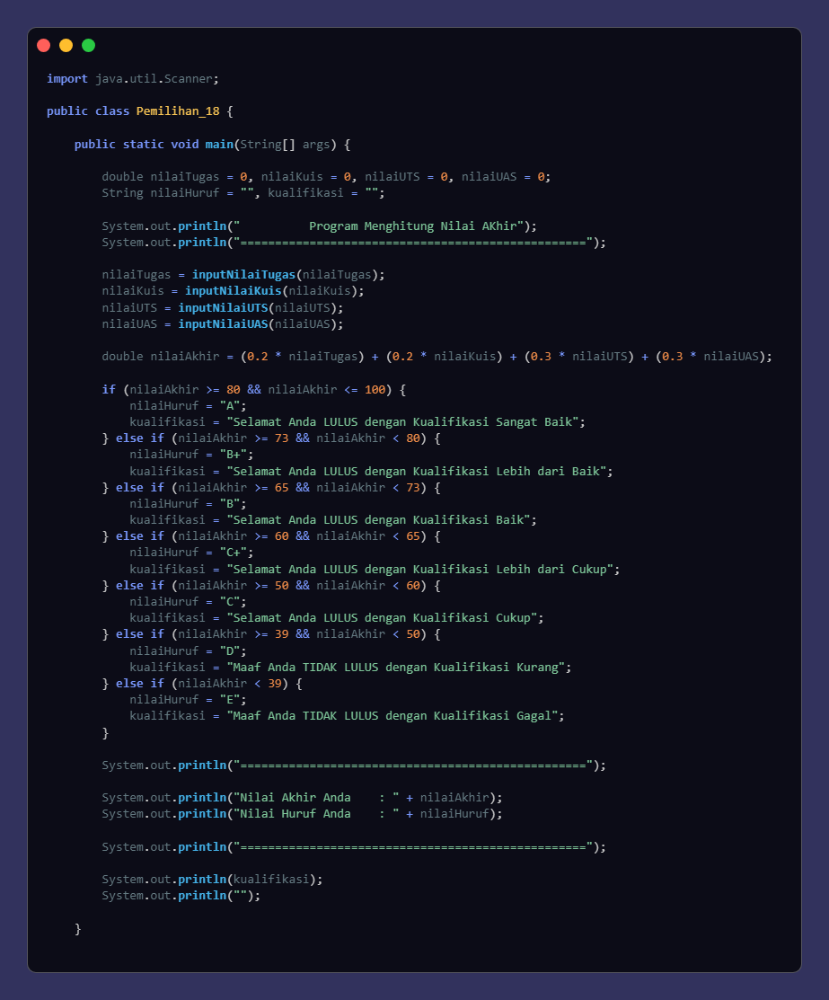 import java.util.Scanner;
public class Pemilihan_18 {
public static void main(String[] args) {
double nilaiTugas = 0, nilaiKuis = 0, nilaiUTS = 0, nilaiUAS = 0;
String nilaiHuruf = "", kualifikasi = "";
System.out.println("          Program Menghitung Nilai AKhir");
System.out.println("==================================================");
nilaiTugas = inputNilaiTugas(nilaiTugas);
nilaiKuis = inputNilaiKuis(nilaiKuis);
nilaiUTS = inputNilaiUTS(nilaiUTS);
nilaiUAS = inputNilaiUAS(nilaiUAS);
double nilaiAkhir = (0.2 * nilaiTugas) + (0.2 * nilaiKuis) + (0.3 * nilaiUTS) + (0.3 * nilaiUAS);
if (nilaiAkhir >= 80 && nilaiAkhir <= 100) {
nilaiHuruf = "A";
kualifikasi = "Selamat Anda LULUS dengan Kualifikasi Sangat Baik";
} else if (nilaiAkhir >= 73 && nilaiAkhir < 80) {
nilaiHuruf = "B+";
kualifikasi = "Selamat Anda LULUS dengan Kualifikasi Lebih dari Baik";
} else if (nilaiAkhir >= 65 && nilaiAkhir < 73) {
nilaiHuruf = "B";
kualifikasi = "Selamat Anda LULUS dengan Kualifikasi Baik";
} else if (nilaiAkhir >= 60 && nilaiAkhir < 65) {
nilaiHuruf = "C+";
kualifikasi = "Selamat Anda LULUS dengan Kualifikasi Lebih dari Cukup";
} else if (nilaiAkhir >= 50 && nilaiAkhir < 60) {
nilaiHuruf = "C";
kualifikasi = "Selamat Anda LULUS dengan Kualifikasi Cukup";
} else if (nilaiAkhir >= 39 && nilaiAkhir < 50) {
nilaiHuruf = "D";
kualifikasi = "Maaf Anda TIDAK LULUS dengan Kualifikasi Kurang";
} else if (nilaiAkhir < 39) {
nilaiHuruf = "E";
kualifikasi = "Maaf Anda TIDAK LULUS dengan Kualifikasi Gagal";
}
System.out.println("==================================================");
System.out.println("Nilai Akhir Anda    : " + nilaiAkhir);
System.out.println("Nilai Huruf Anda    : " + nilaiHuruf);
System.out.println("==================================================");
System.out.println(kualifikasi);
System.out.println("");
}